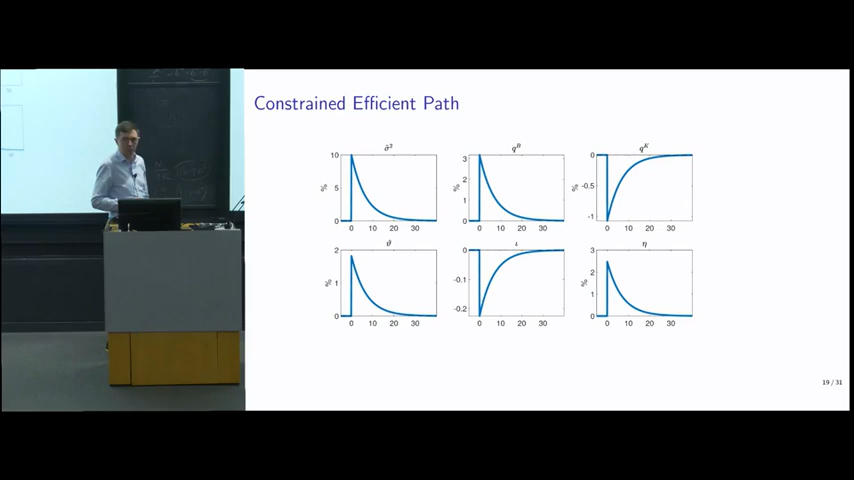 Constrained Efficient Path
σ̃² q^B q^K
10 5 0 %
3 2 1 0 %
0 -0.5 -1 %
0 10 20 30 0 10 20 30 0 10 20 30
ϑ ι η
2 1 0 %
0 -0.1 -0.2 %
3 2 1 0 %
0 10 20 30 0 10 20 30 0 10 20 30
19 / 31